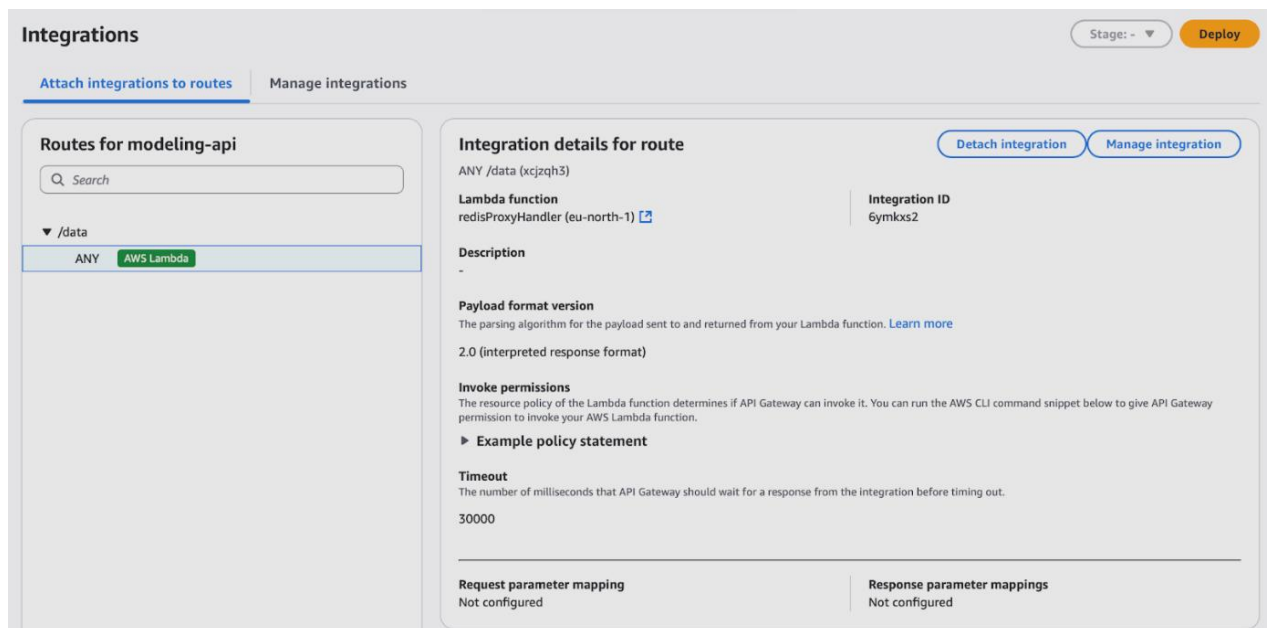 Integrations
Stage: -
Deploy
Attach integrations to routes
Manage integrations
Routes for modeling-api
Search
/data
ANY
AWS Lambda
Integration details for route
Detach integration
Manage integration
ANY /data (xcjzqh3)
Lambda function
redisProxyHandler (eu-north-1)
Integration ID
6ymkxs2
Description
-
Payload format version
The parsing algorithm for the payload sent to and returned from your Lambda function. Learn more
2.0 (interpreted response format)
Invoke permissions
The resource policy of the Lambda function determines if API Gateway can invoke it. You can run the AWS CLI command snippet below to give API Gateway
permission to invoke your AWS Lambda function.
Example policy statement
Timeout
The number of milliseconds that API Gateway should wait for a response from the integration before timing out.
30000
Request parameter mapping
Not configured
Response parameter mappings
Not configured